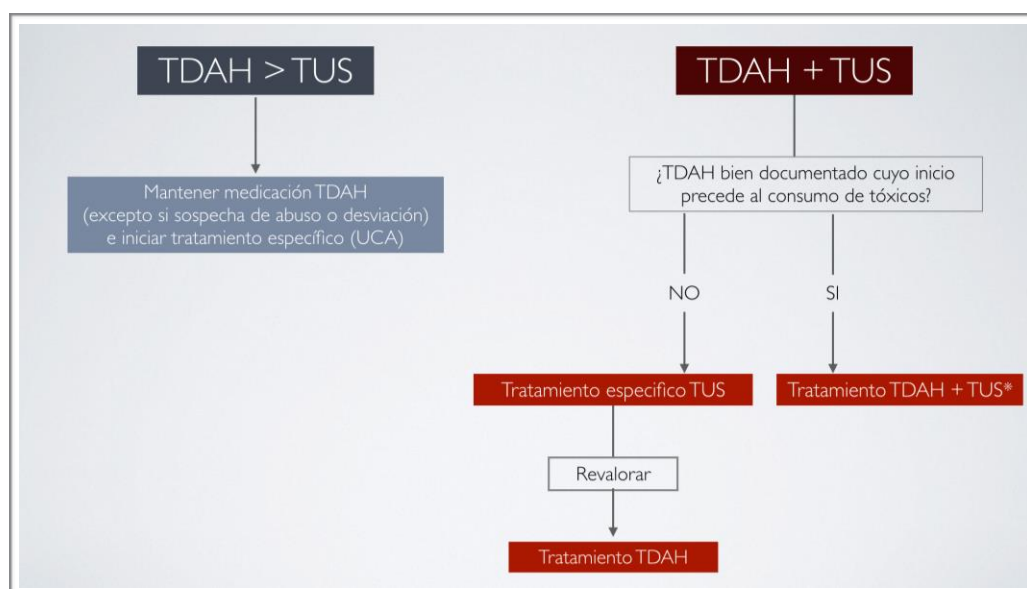 TDAH > TUS
Mantener medicación TDAH
(excepto si sospecha de abuso o desviación)
e iniciar tratamiento específico (UCA)
TDAH + TUS
¿TDAH bien documentado cuyo inicio
precede al consumo de tóxicos?
NO
SI
Tratamiento especifico TUS
Tratamiento TDAH + TUS*
Revalorar
Tratamiento TDAH